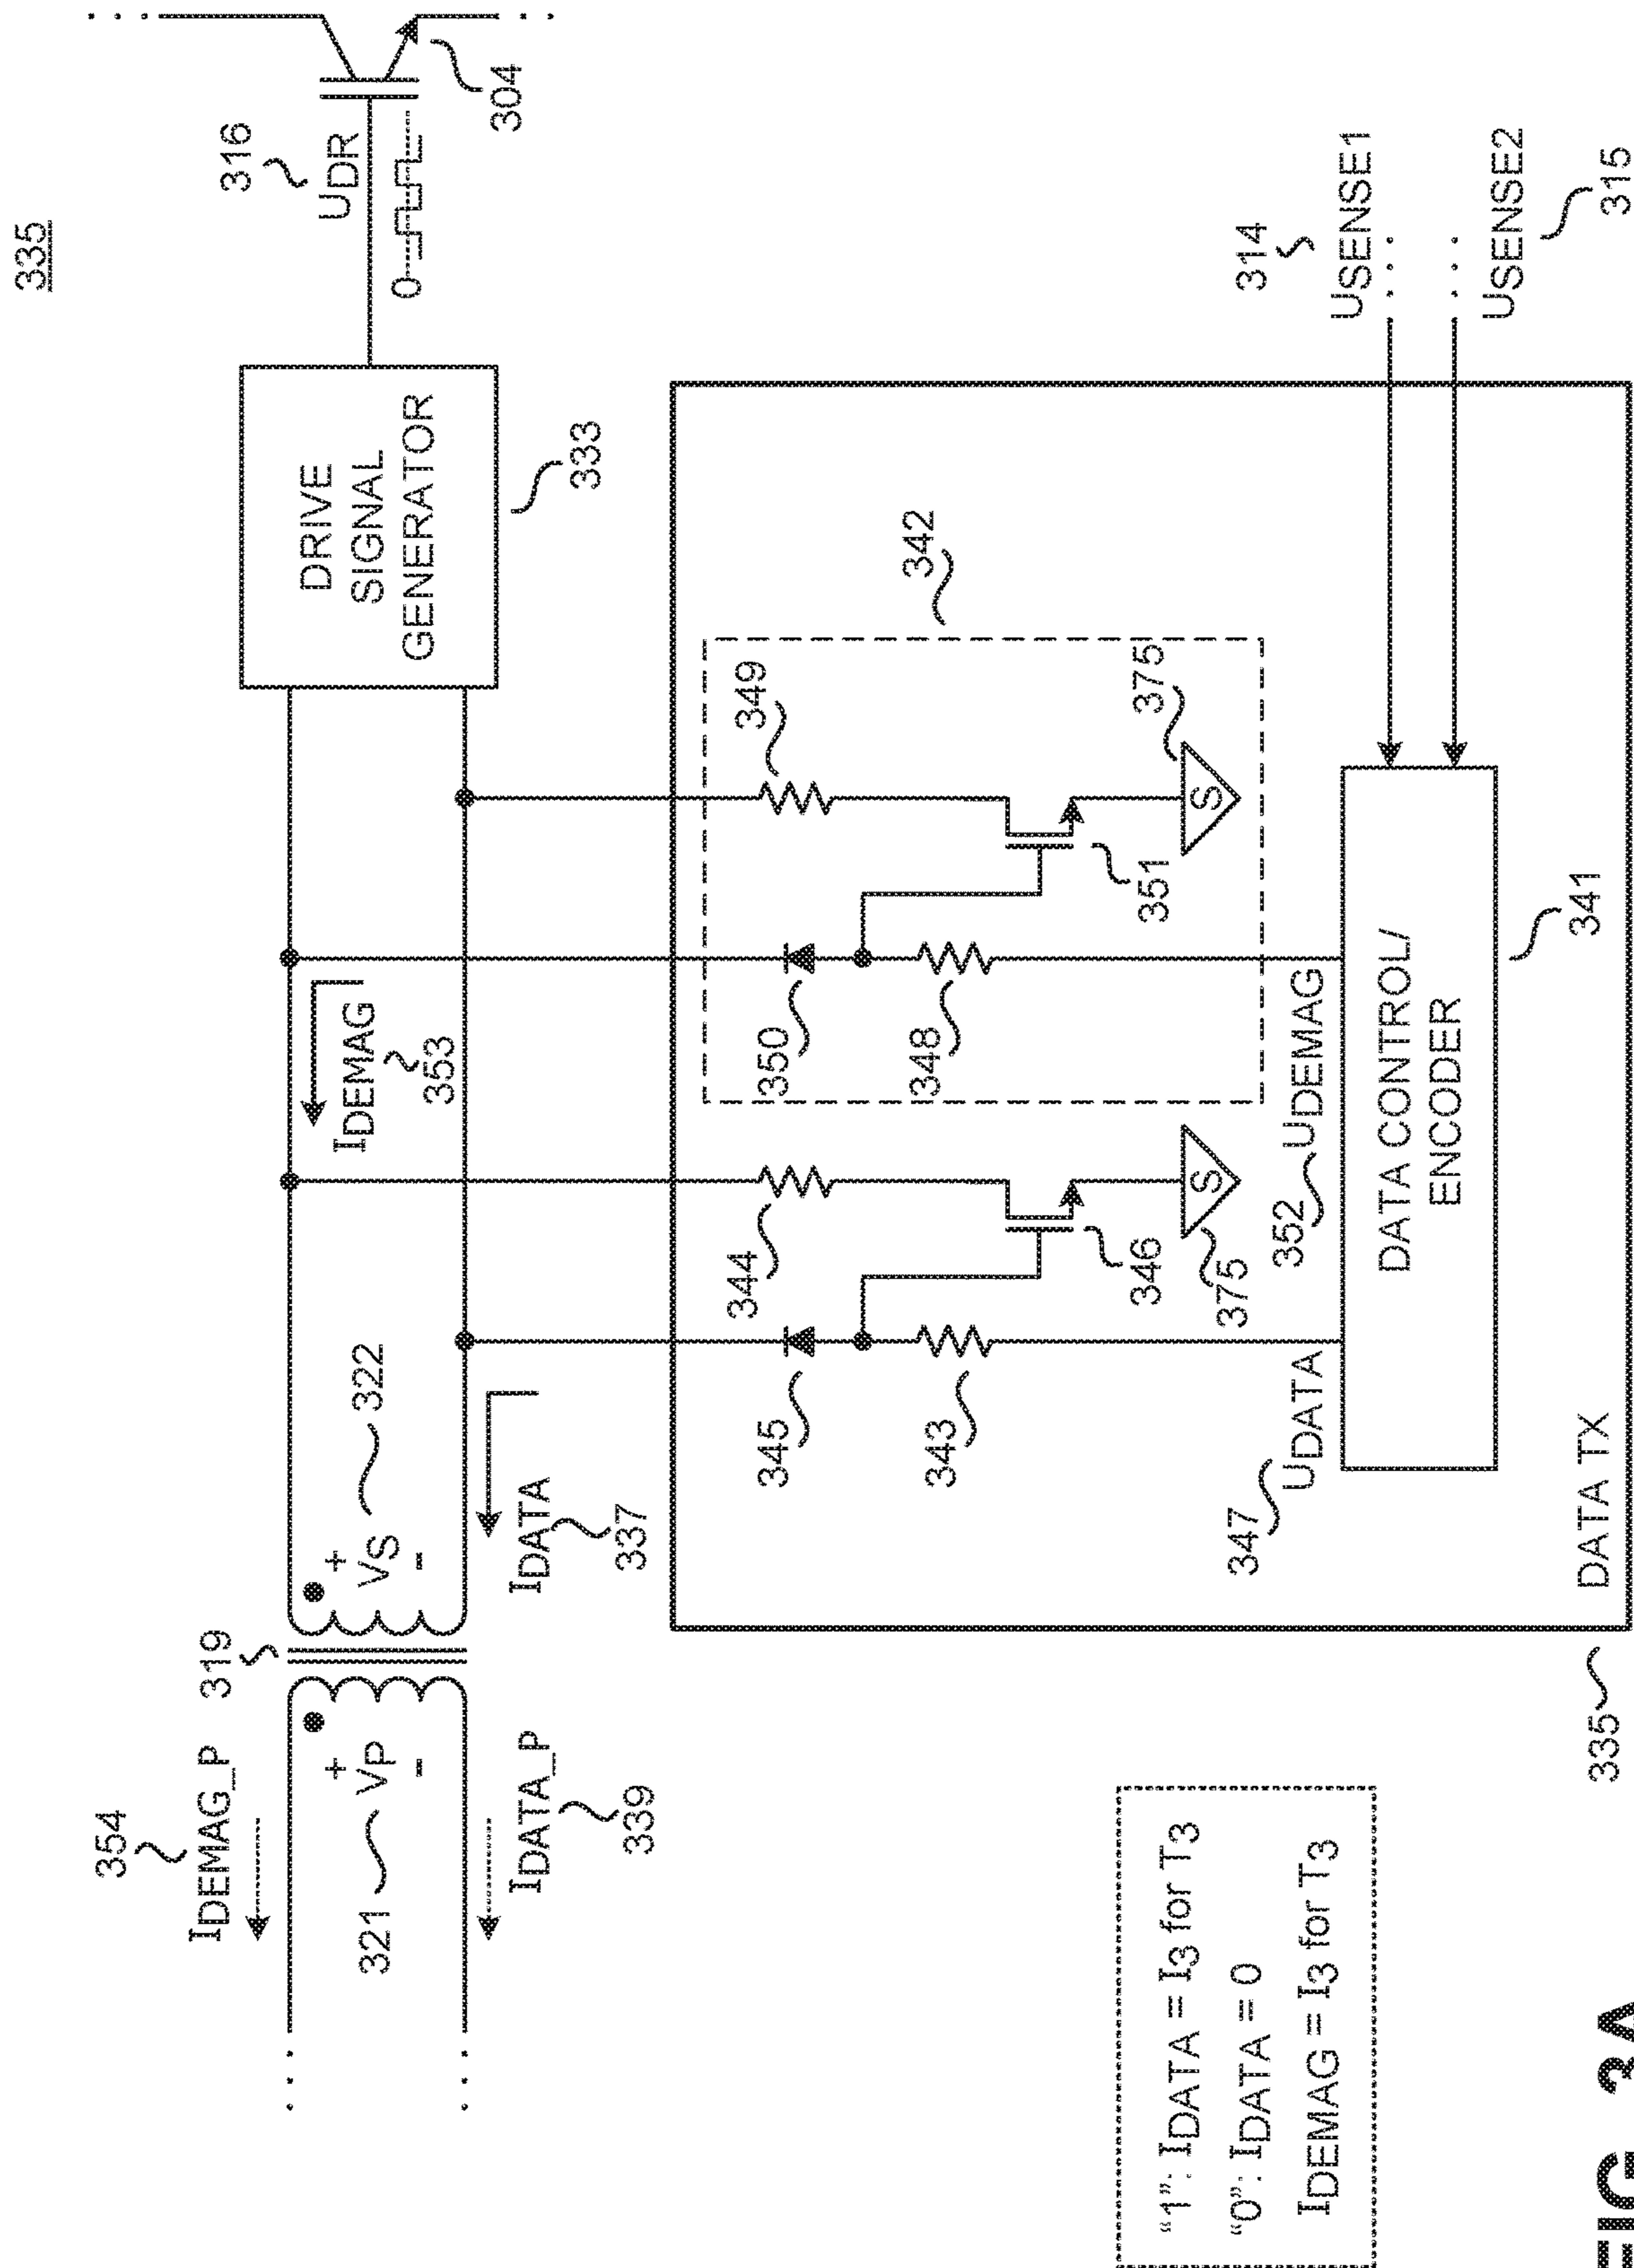 335
354
IDEMAG_P
319
321
+
VP
-
+
VS
-
322
IDEMAG
353
DRIVE
SIGNAL
GENERATOR
333
316
UDR
0
304
IDATA_P
339
IDATA
337
345
344
350
349
342
343
346
348
351
375
375
347
UDATA
352
UDEMAG
DATA CONTROL/
ENCODER
341
314
USENSE1
USENSE2
315
S
S
DATA TX
335
"1": IDATA = I3 for T3
"0": IDATA = 0
IDEMAG = I3 for T3
FIG. 3A